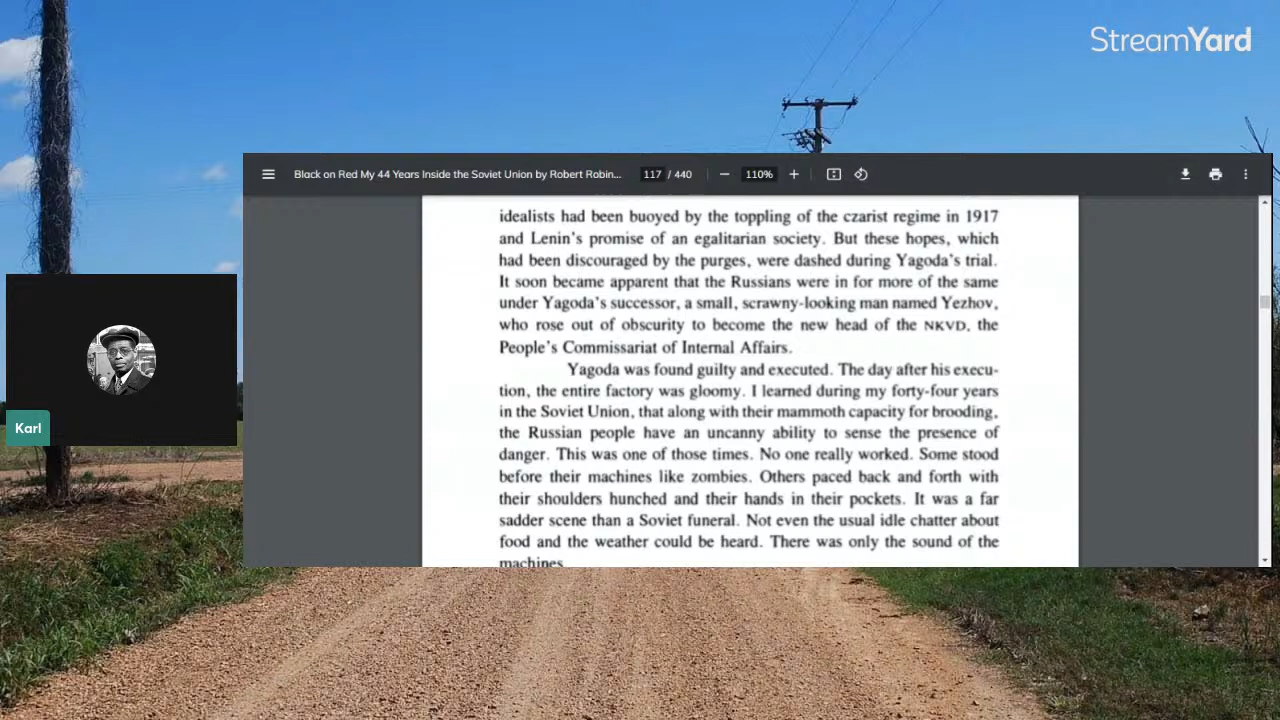 StreamYard
Black on Red My 44 Years Inside the Soviet Union by Robert Robin...
117 / 440
110%
idealists had been buoyed by the toppling of the czarist regime in 1917
and Lenin's promise of an egalitarian society. But these hopes, which
had been discouraged by the purges, were dashed during Yagoda's trial.
It soon became apparent that the Russians were in for more of the same
under Yagoda's successor, a small, scrawny-looking man named Yezhov,
who rose out of obscurity to become the new head of the NKVD, the
People's Commissariat of Internal Affairs.
Yagoda was found guilty and executed. The day after his execu-
tion, the entire factory was gloomy. I learned during my forty-four years
in the Soviet Union, that along with their mammoth capacity for brooding,
the Russian people have an uncanny ability to sense the presence of
danger. This was one of those times. No one really worked. Some stood
before their machines like zombies. Others paced back and forth with
their shoulders hunched and their hands in their pockets. It was a far
sadder scene than a Soviet funeral. Not even the usual idle chatter about
food and the weather could be heard. There was only the sound of the
machines
Karl